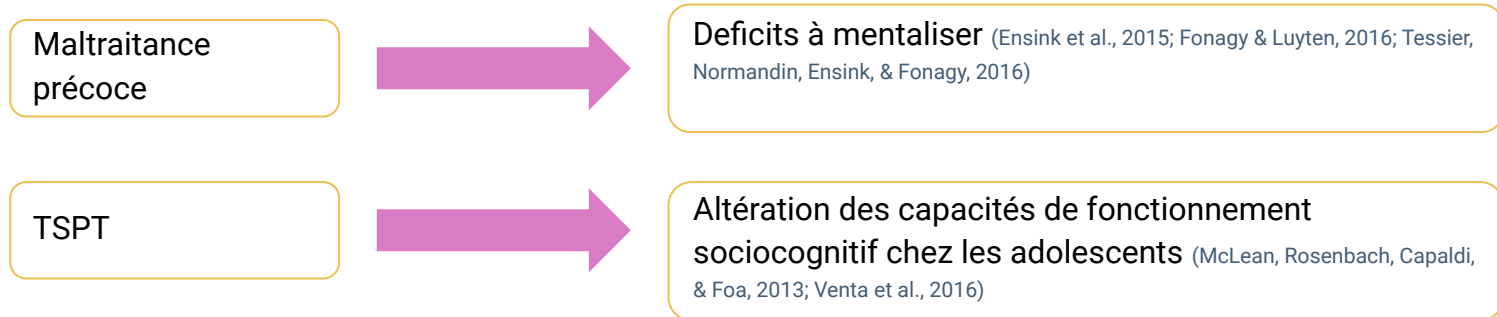 Maltraitance
précoce
Deficits à mentaliser (Ensink et al., 2015; Fonagy & Luyten, 2016; Tessier,
Normandin, Ensink, & Fonagy, 2016)
TSPT
Altération des capacités de fonctionnement
sociocognitif chez les adolescents (McLean, Rosenbach, Capaldi,
& Foa, 2013; Venta et al., 2016)